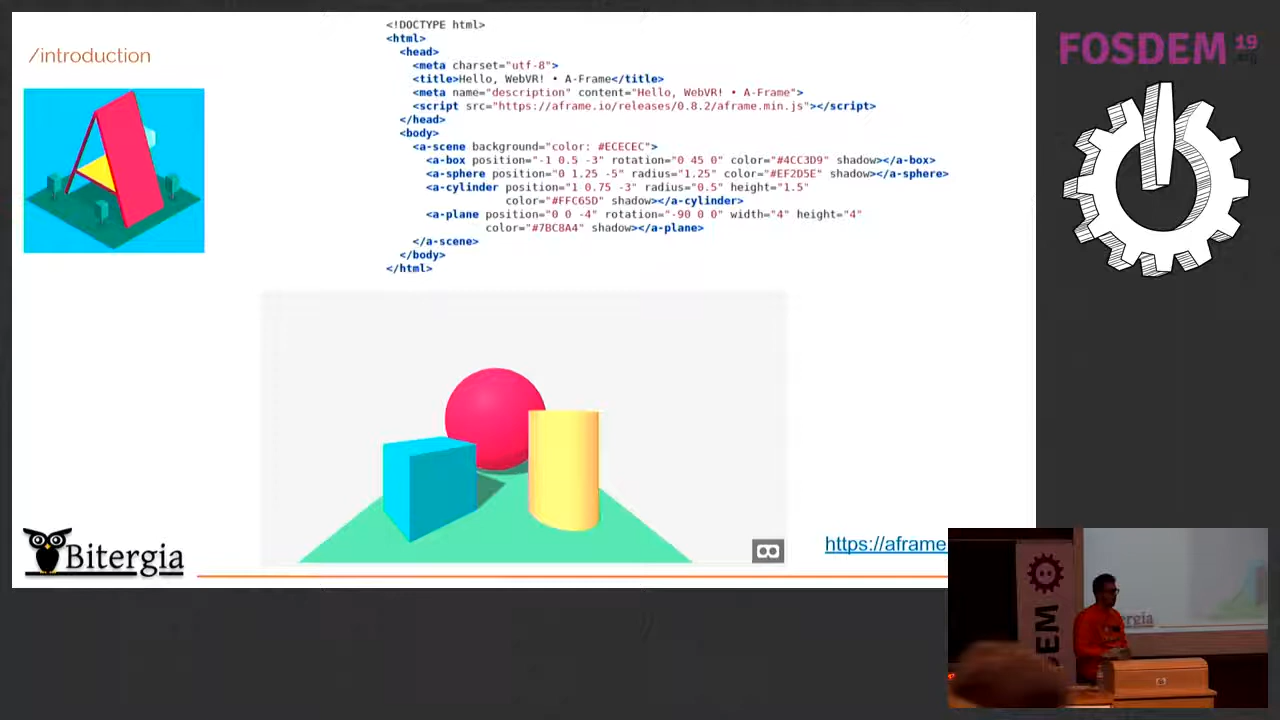 /introduction
<!DOCTYPE html>
<html>
<head>
<meta charset="utf-8">
<title>Hello, WebVR! • A-Frame</title>
<meta name="description" content="Hello, WebVR! • A-Frame">
<script src="https://aframe.io/releases/0.8.2/aframe.min.js"></script>
</head>
<body>
<a-scene background="color: #ECECEC">
<a-box position="-1 0.5 -3" rotation="0 45 0" color="#4CC3D9" shadow></a-box>
<a-sphere position="0 1.25 -5" radius="1.25" color="#EF2D5E" shadow></a-sphere>
<a-cylinder position="1 0.75 -3" radius="0.5" height="1.5"
color="#FFC65D" shadow></a-cylinder>
<a-plane position="0 0 -4" rotation="-90 0 0" width="4" height="4"
color="#7BC8A4" shadow></a-plane>
</a-scene>
</body>
</html>
Bitergia
https://aframe
FOSDEM 19
.org
DEM
ergia